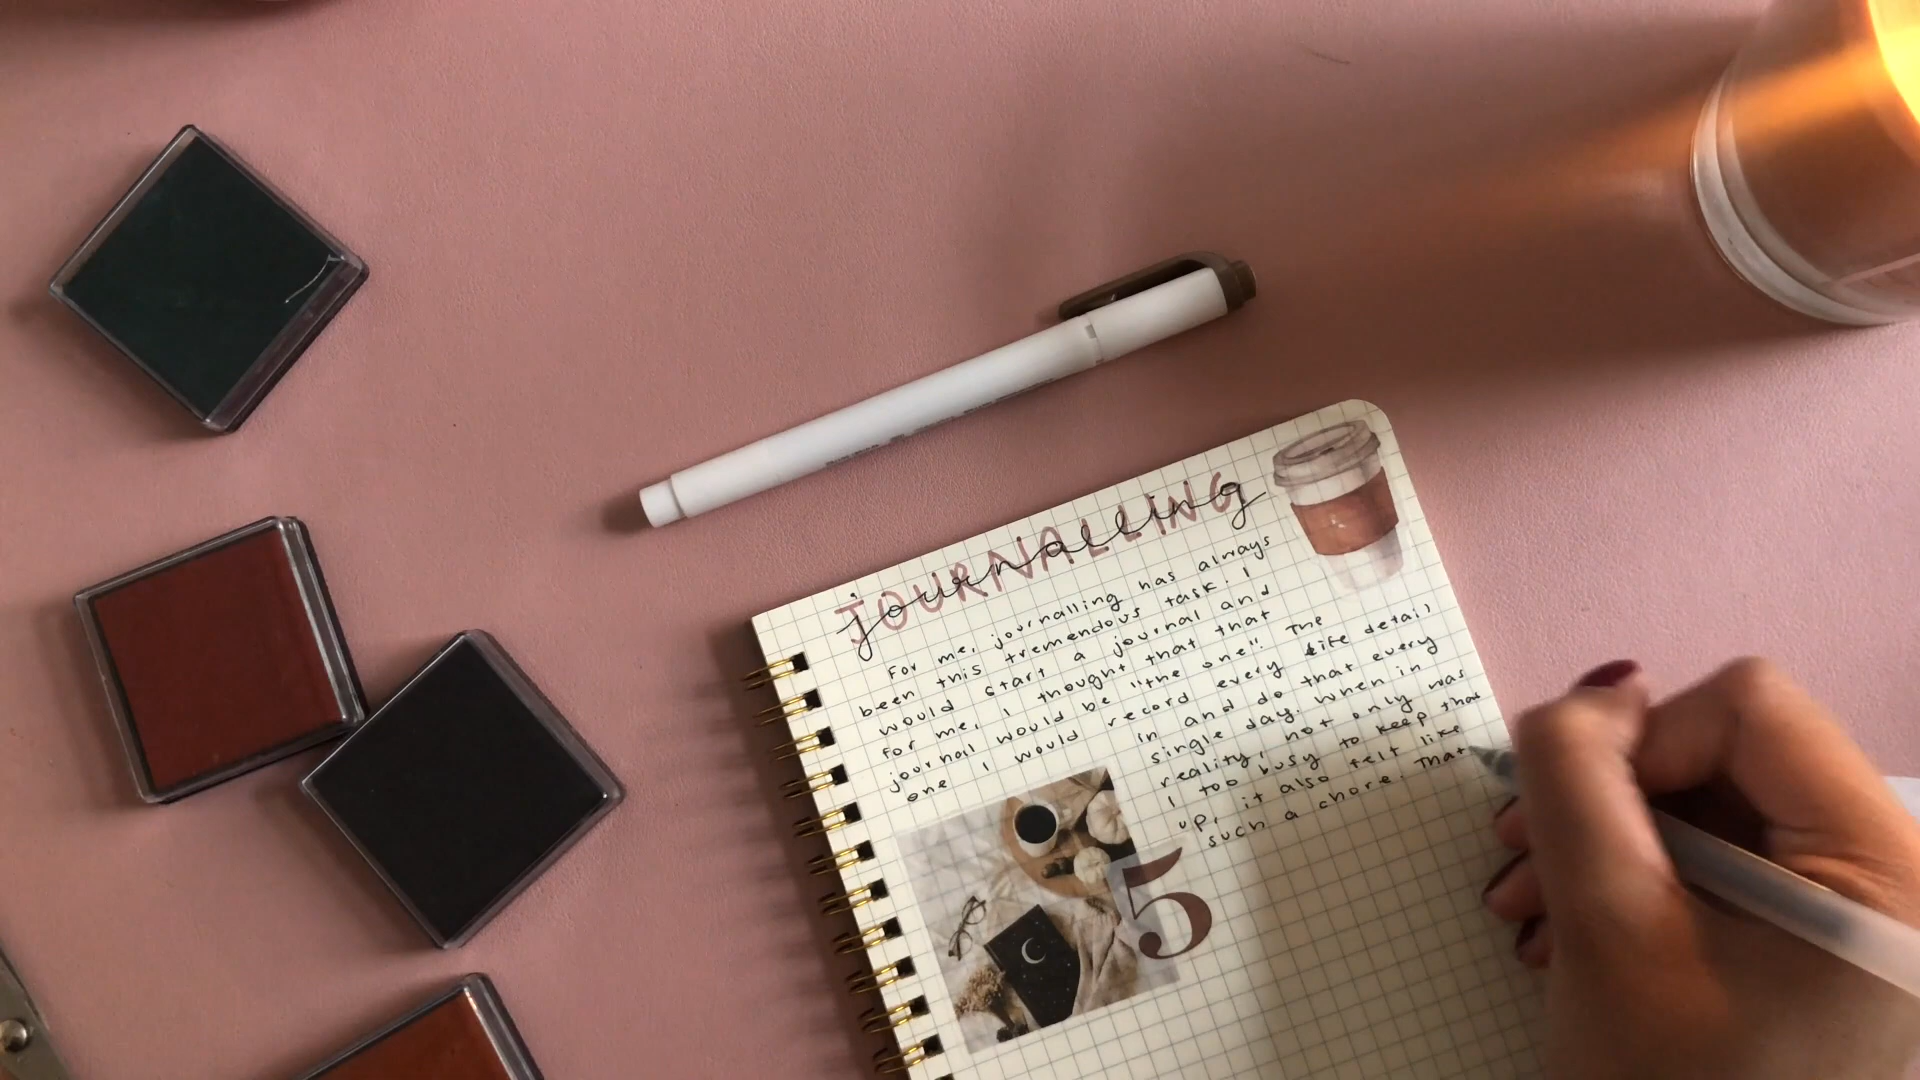 JOURNALLING
journalling
For me, journalling has always
been this tremendous task. I
would start a journal and
for me, I thought that that
journal would be "the one". The
one I would record every life detail
in and do that every
single day. When in
reality, not only was
I too busy to keep that
up, it also felt like
such a chore. That
5